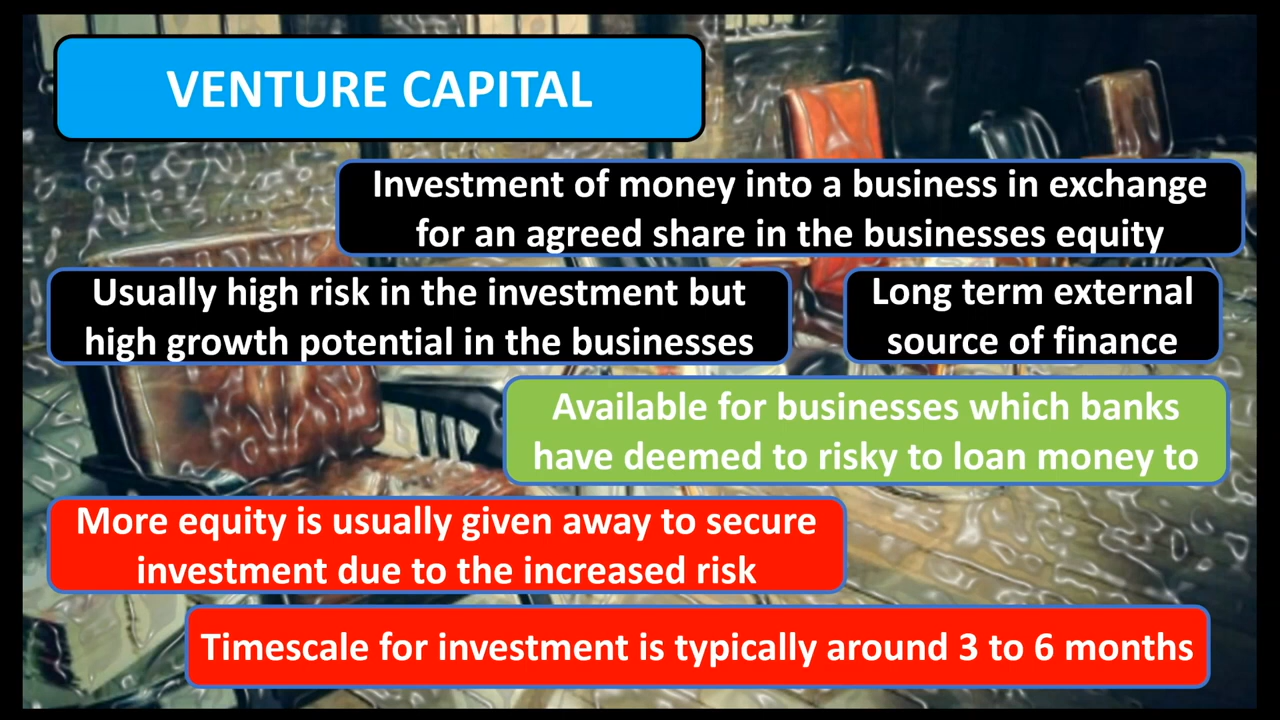 VENTURE CAPITAL
Investment of money into a business in exchange
for an agreed share in the businesses equity
Usually high risk in the investment but
high growth potential in the businesses
Long term external
source of finance
Available for businesses which banks
have deemed to risky to loan money to
More equity is usually given away to secure
investment due to the increased risk
Timescale for investment is typically around 3 to 6 months